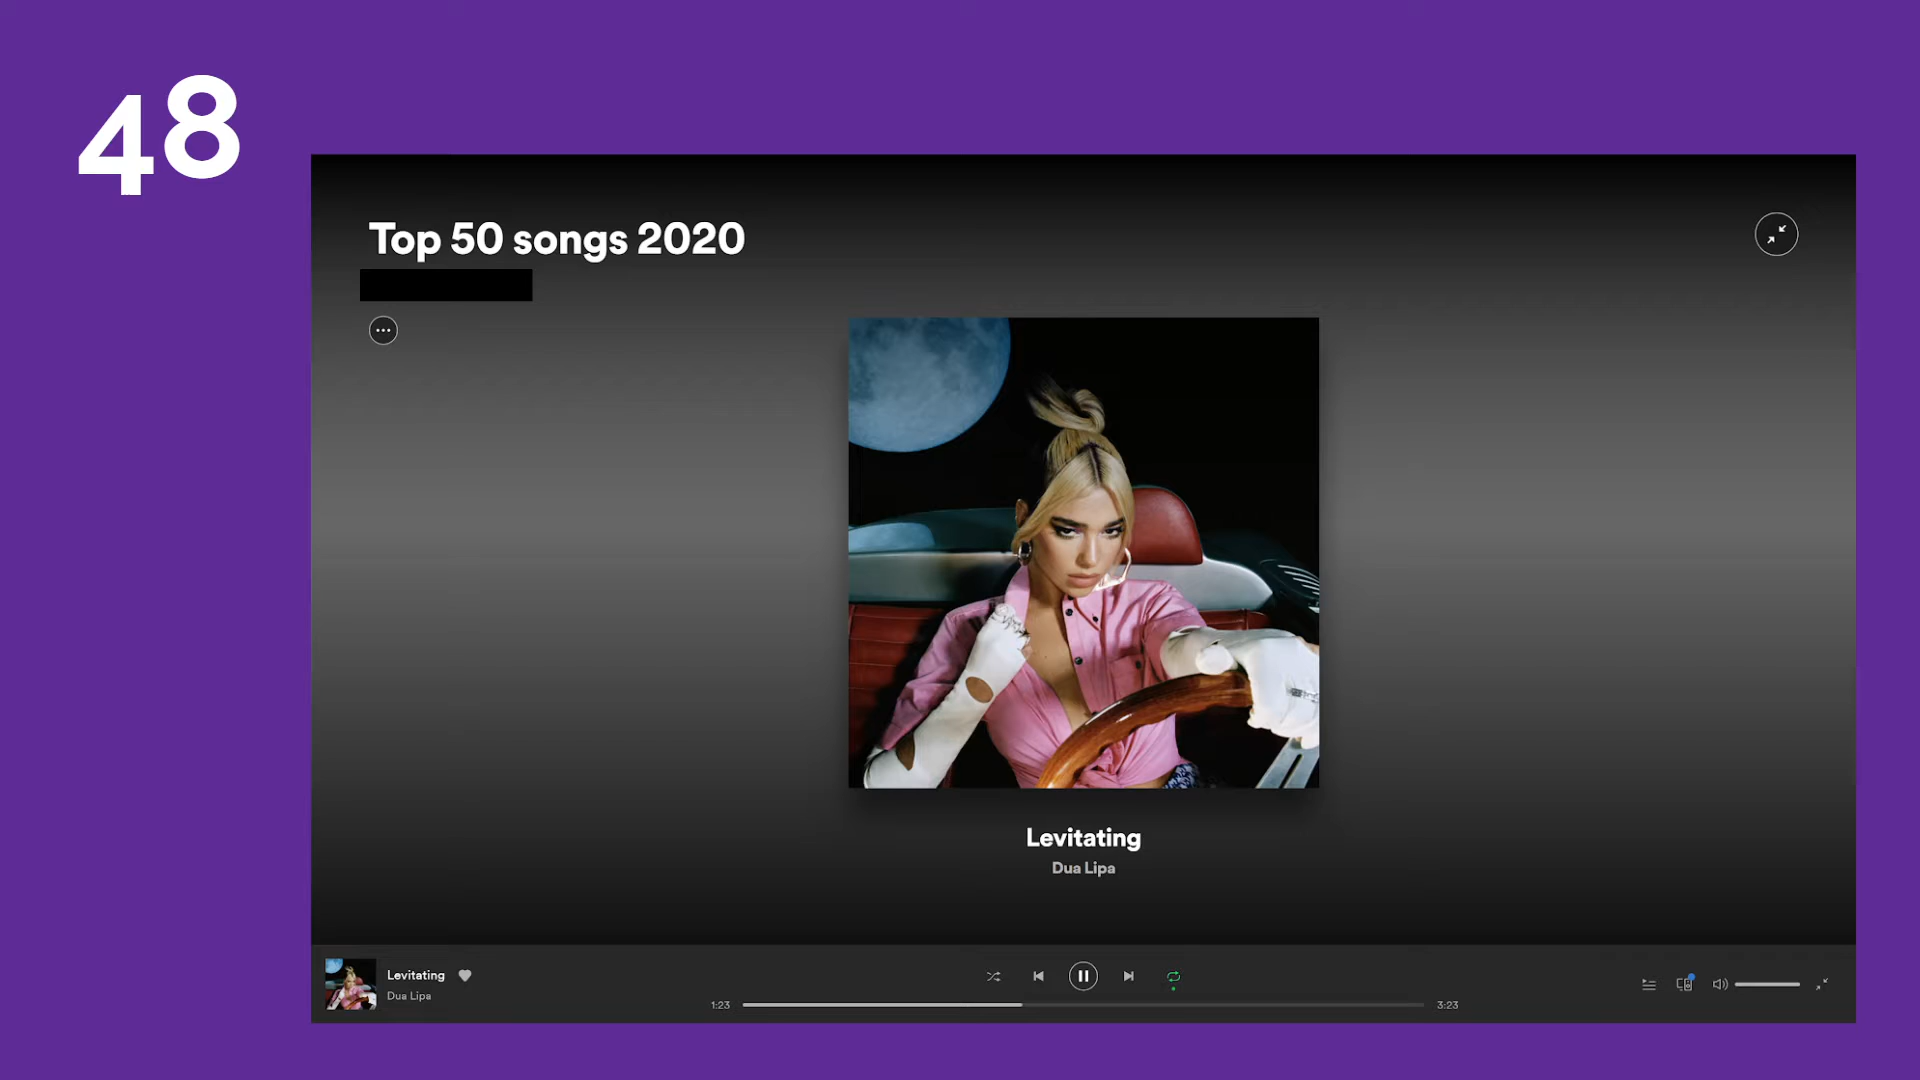 48
Top 50 songs 2020
Levitating
Dua Lipa
Levitating
Dua Lipa
1:23
3:23